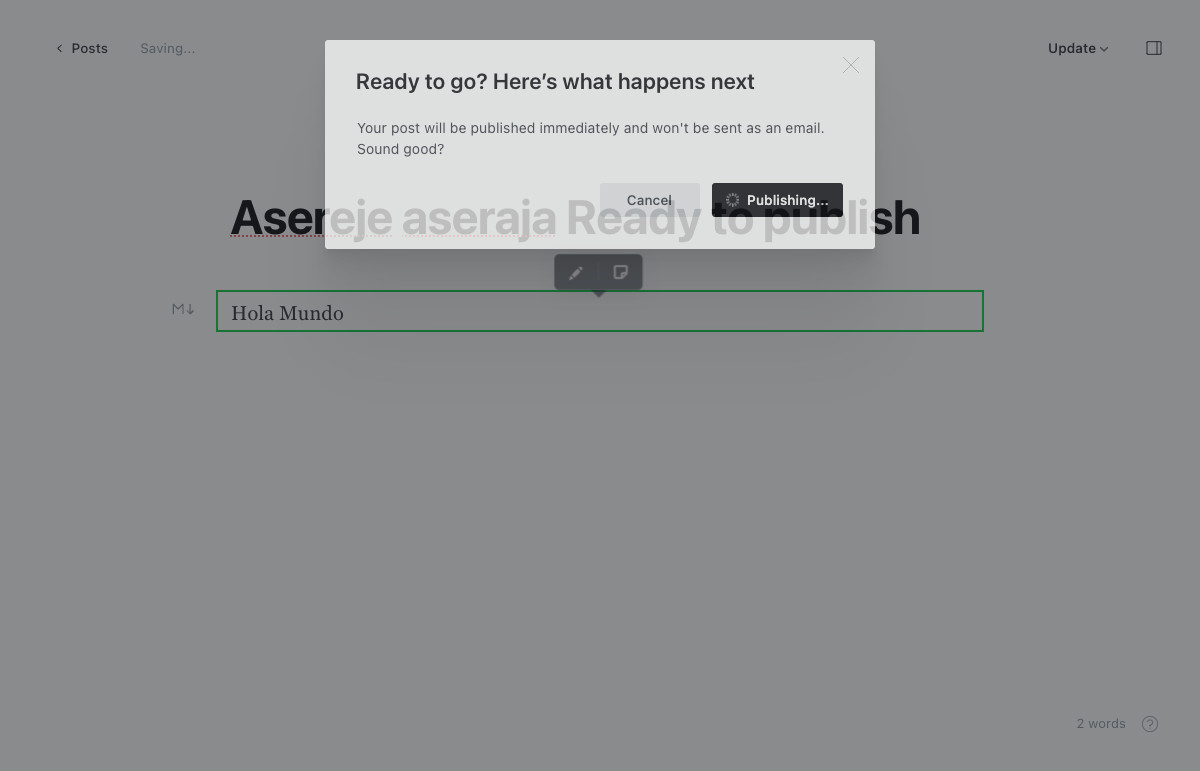 Posts
Saving...
Update
Ready to go? Here's what happens next
Your post will be published immediately and won't be sent as an email.
Sound good?
Cancel
Publishing...
Asereje aseraja Ready to publish
M
Hola Mundo
2 words
?